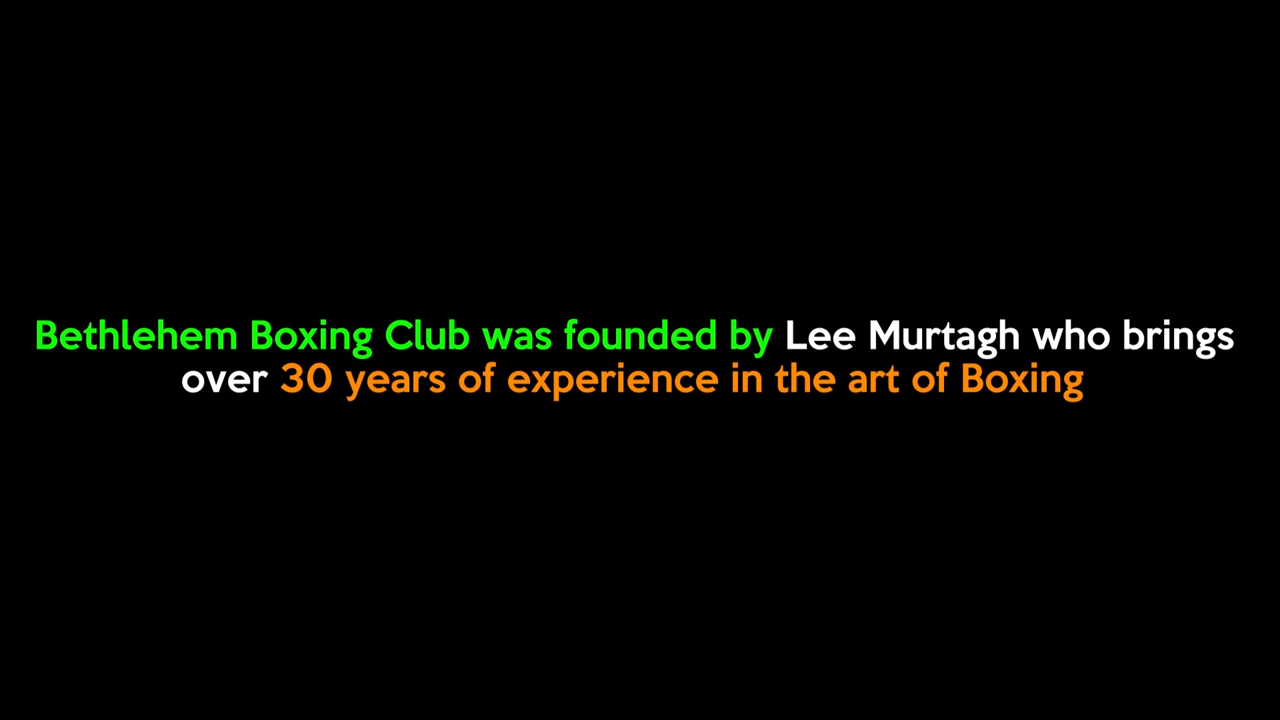 Bethlehem Boxing Club was founded by Lee Murtagh who brings
over 30 years of experience in the art of Boxing